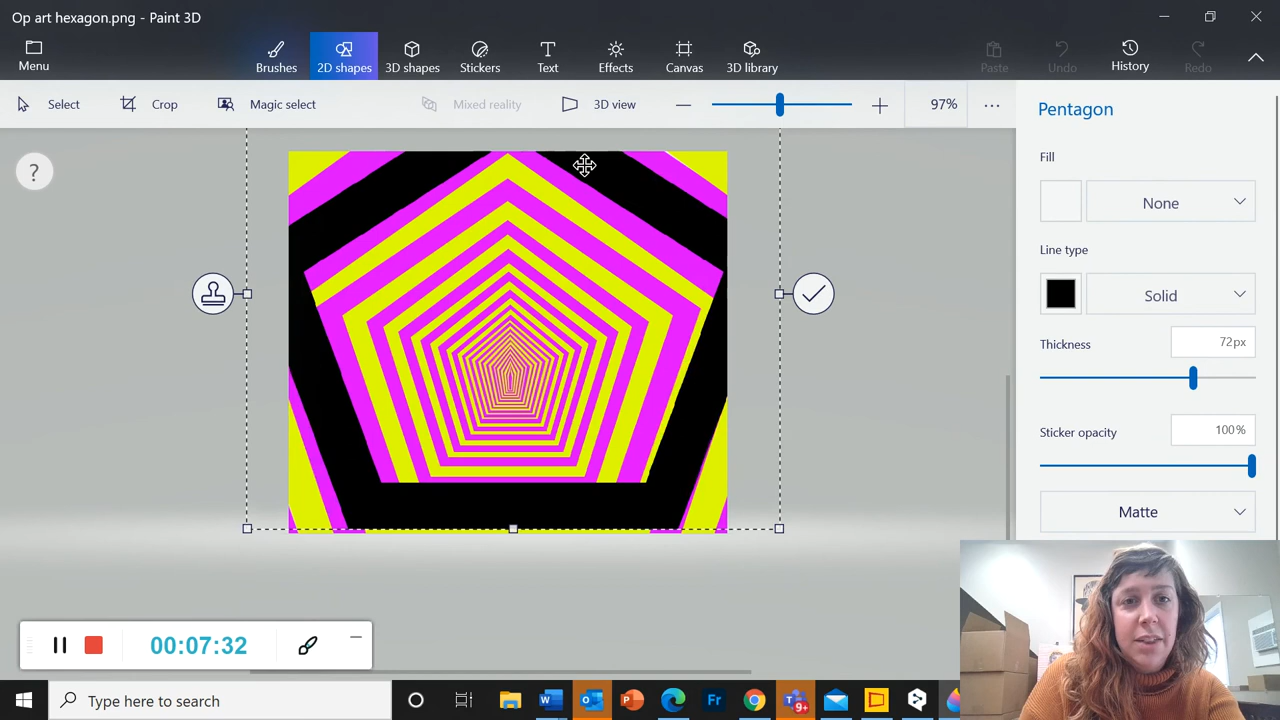 Op art hexagon.png - Paint 3D
Menu
Brushes
2D shapes
3D shapes
Stickers
Text
Effects
Canvas
3D library
Paste
Undo
History
Redo
Select
Crop
Magic select
Mixed reality
3D view
97%
Pentagon
?
Fill
None
Line type
Solid
Thickness
72px
Sticker opacity
100%
Matte
00:07:32
Type here to search
Fr
9+